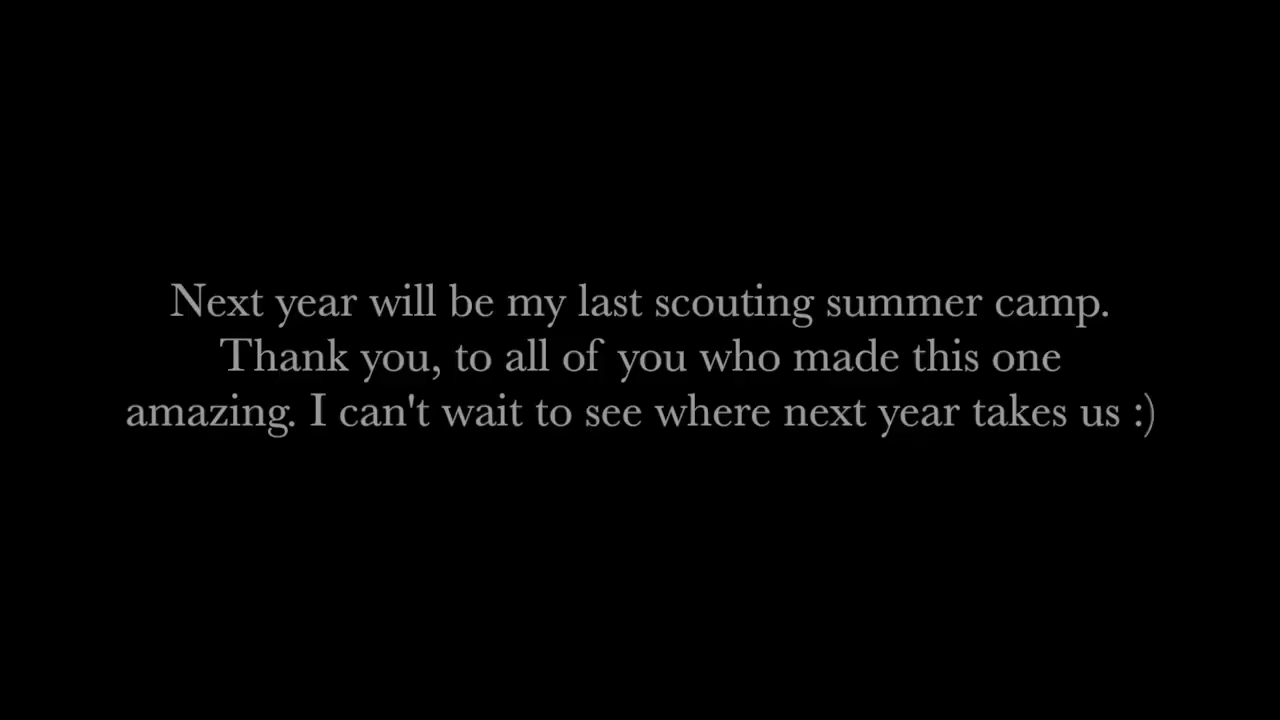 Next year will be my last scouting summer camp.
Thank you, to all of you who made this one
amazing. I can't wait to see where next year takes us :)